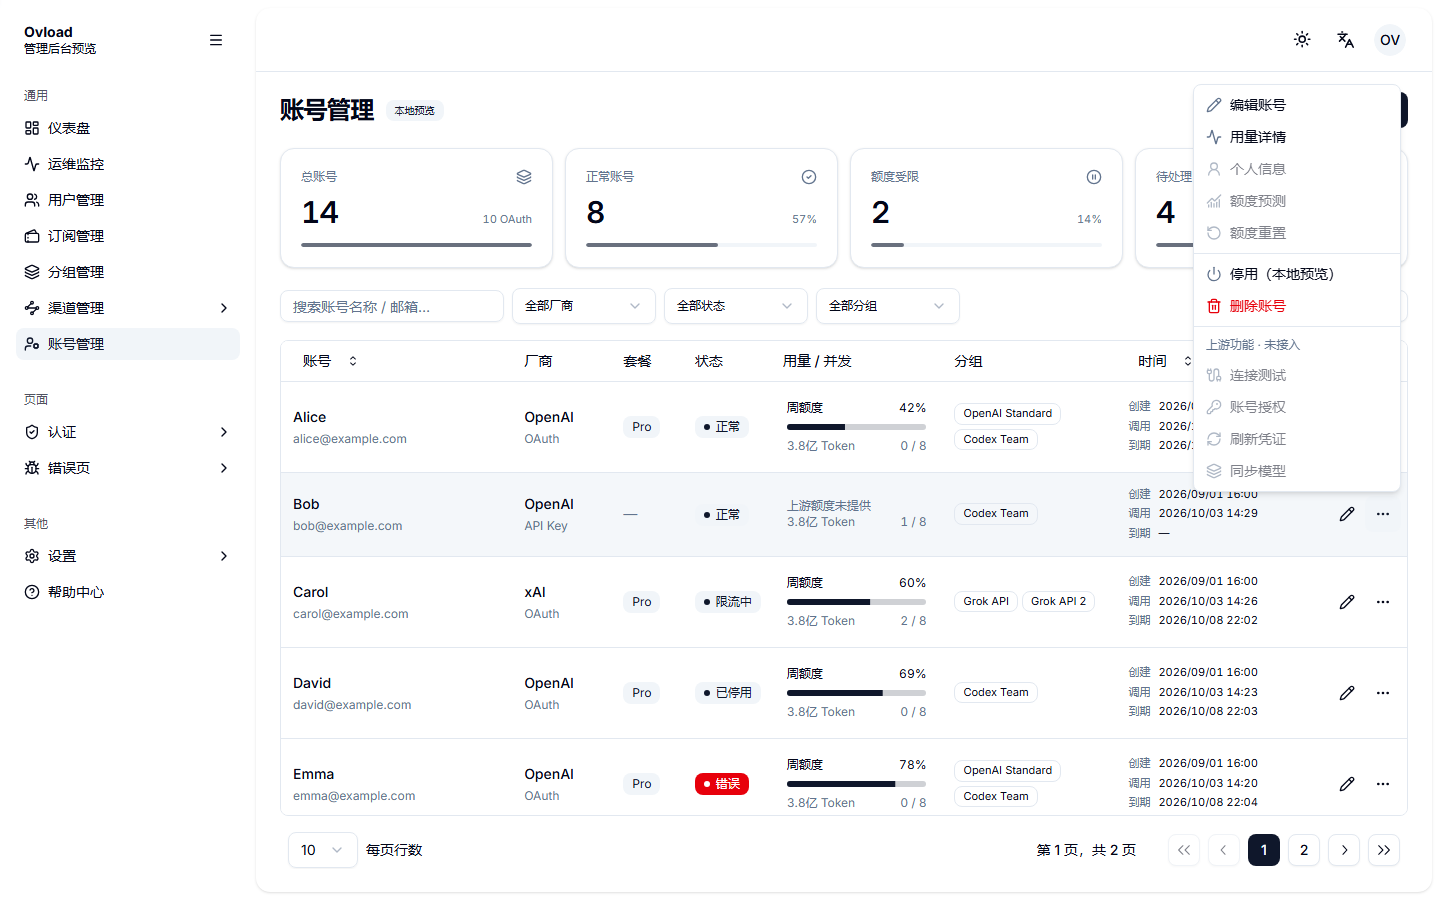 Ovload
管理后台预览
通用
仪表盘
运维监控
用户管理
订阅管理
分组管理
渠道管理
账号管理
页面
认证
错误页
其他
设置
帮助中心
OV
账号管理 本地预览
总账号
14 10 OAuth
正常账号
8 57%
额度受限
2 14%
待处理
4
搜索账号名称 / 邮箱... 全部厂商 全部状态 全部分组
编辑账号
用量详情
个人信息
额度预测
额度重置
停用（本地预览）
删除账号
上游功能 · 未接入
连接测试
账号授权
刷新凭证
同步模型
账号 厂商 套餐 状态 用量 / 并发 分组 时间
Alice
alice@example.com
OpenAI
OAuth
Pro
正常
周额度 42%
3.8亿 Token 0 / 8
OpenAI Standard
Codex Team
创建 2026/0
调用 2026/1
到期 2026/1
Bob
bob@example.com
OpenAI
API Key
—
正常
上游额度未提供
3.8亿 Token 1 / 8
Codex Team
创建 2026/09/01 16:00
调用 2026/10/03 14:29
到期 —
Carol
carol@example.com
xAI
OAuth
Pro
限流中
周额度 60%
3.8亿 Token 2 / 8
Grok API Grok API 2
创建 2026/09/01 16:00
调用 2026/10/03 14:26
到期 2026/10/08 22:02
David
david@example.com
OpenAI
OAuth
Pro
已停用
周额度 69%
3.8亿 Token 0 / 8
Codex Team
创建 2026/09/01 16:00
调用 2026/10/03 14:23
到期 2026/10/08 22:03
Emma
emma@example.com
OpenAI
OAuth
Pro
错误
周额度 78%
3.8亿 Token 0 / 8
OpenAI Standard
Codex Team
创建 2026/09/01 16:00
调用 2026/10/03 14:20
到期 2026/10/08 22:04
10 每页行数
第 1 页，共 2 页
1 2